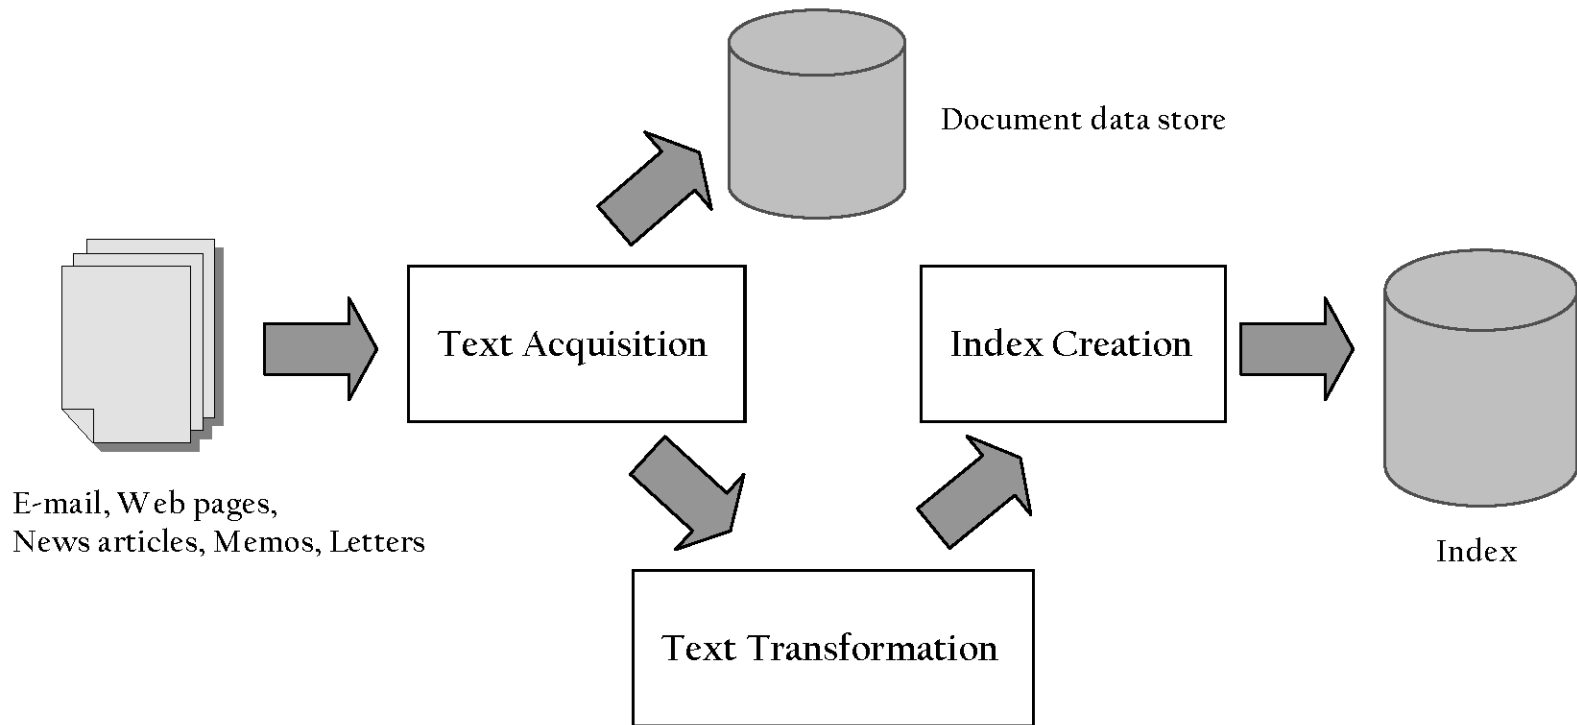 Document data store
Text Acquisition
Index Creation
E-mail, Web pages,
News articles, Memos, Letters
Index
Text Transformation